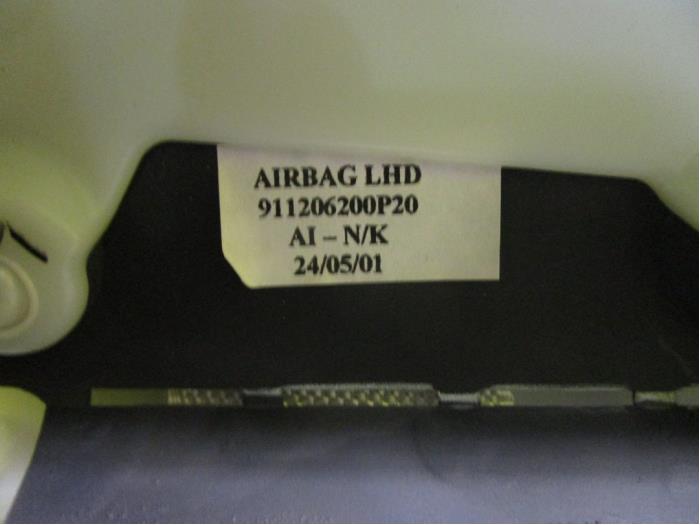 AIRBAG LHD
911206200P20
AI – N/K
24/05/01